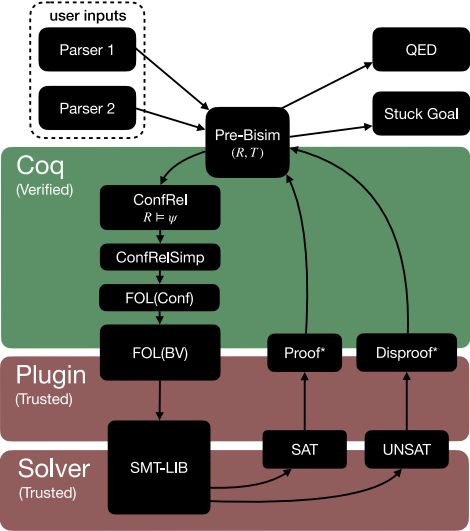 user inputs
Parser 1
QED
Parser 2
Stuck Goal
Pre-Bisim
(R, T)
Coq
(Verified)
ConfRel
R ⊨ ψ
ConfRelSimp
FOL(Conf)
FOL(BV)
Proof*
Disproof*
Plugin
(Trusted)
SAT
UNSAT
Solver
(Trusted)
SMT-LIB